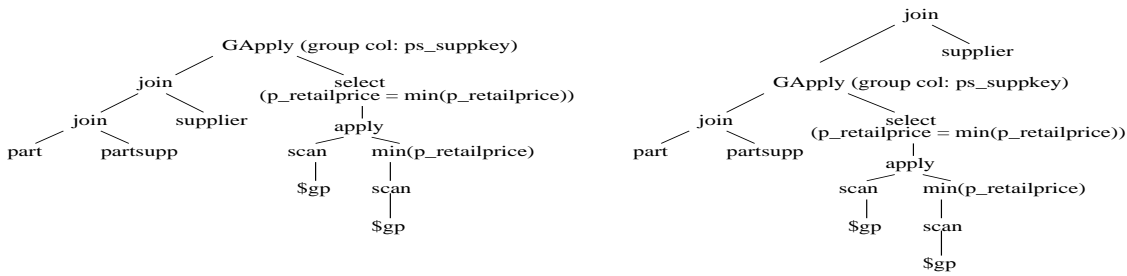 GApply (group col: ps_suppkey)
join
select
(p_retailprice = min(p_retailprice))
join
supplier
apply
part
partsupp
scan
min(p_retailprice)
$gp
scan
$gp
join
supplier
GApply (group col: ps_suppkey)
join
select
(p_retailprice = min(p_retailprice))
part
partsupp
apply
scan
min(p_retailprice)
$gp
scan
$gp